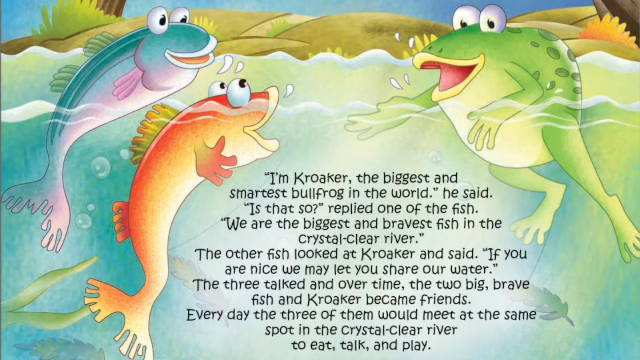 “I’m Kroaker, the biggest and
smartest bullfrog in the world.” he said.
“Is that so?” replied one of the fish.
“We are the biggest and bravest fish in the
crystal-clear river.”
The other fish looked at Kroaker and said. “If you
are nice we may let you share our water.”
The three talked and over time, the two big, brave
fish and Kroaker became friends.
Every day the three of them would meet at the same
spot in the crystal-clear river
to eat, talk, and play.